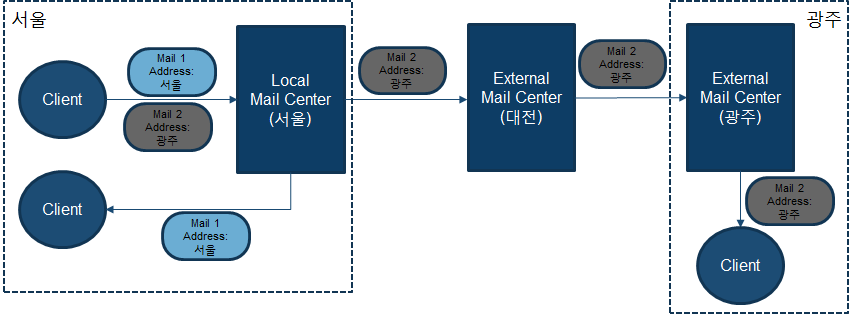 서울
광주
Client
Mail 1
Address:
서울
Mail 2
Address:
광주
Local
Mail Center
(서울)
Mail 2
Address:
광주
External
Mail Center
(대전)
Mail 2
Address:
광주
External
Mail Center
(광주)
Client
Mail 1
Address:
서울
Mail 2
Address:
광주
Client